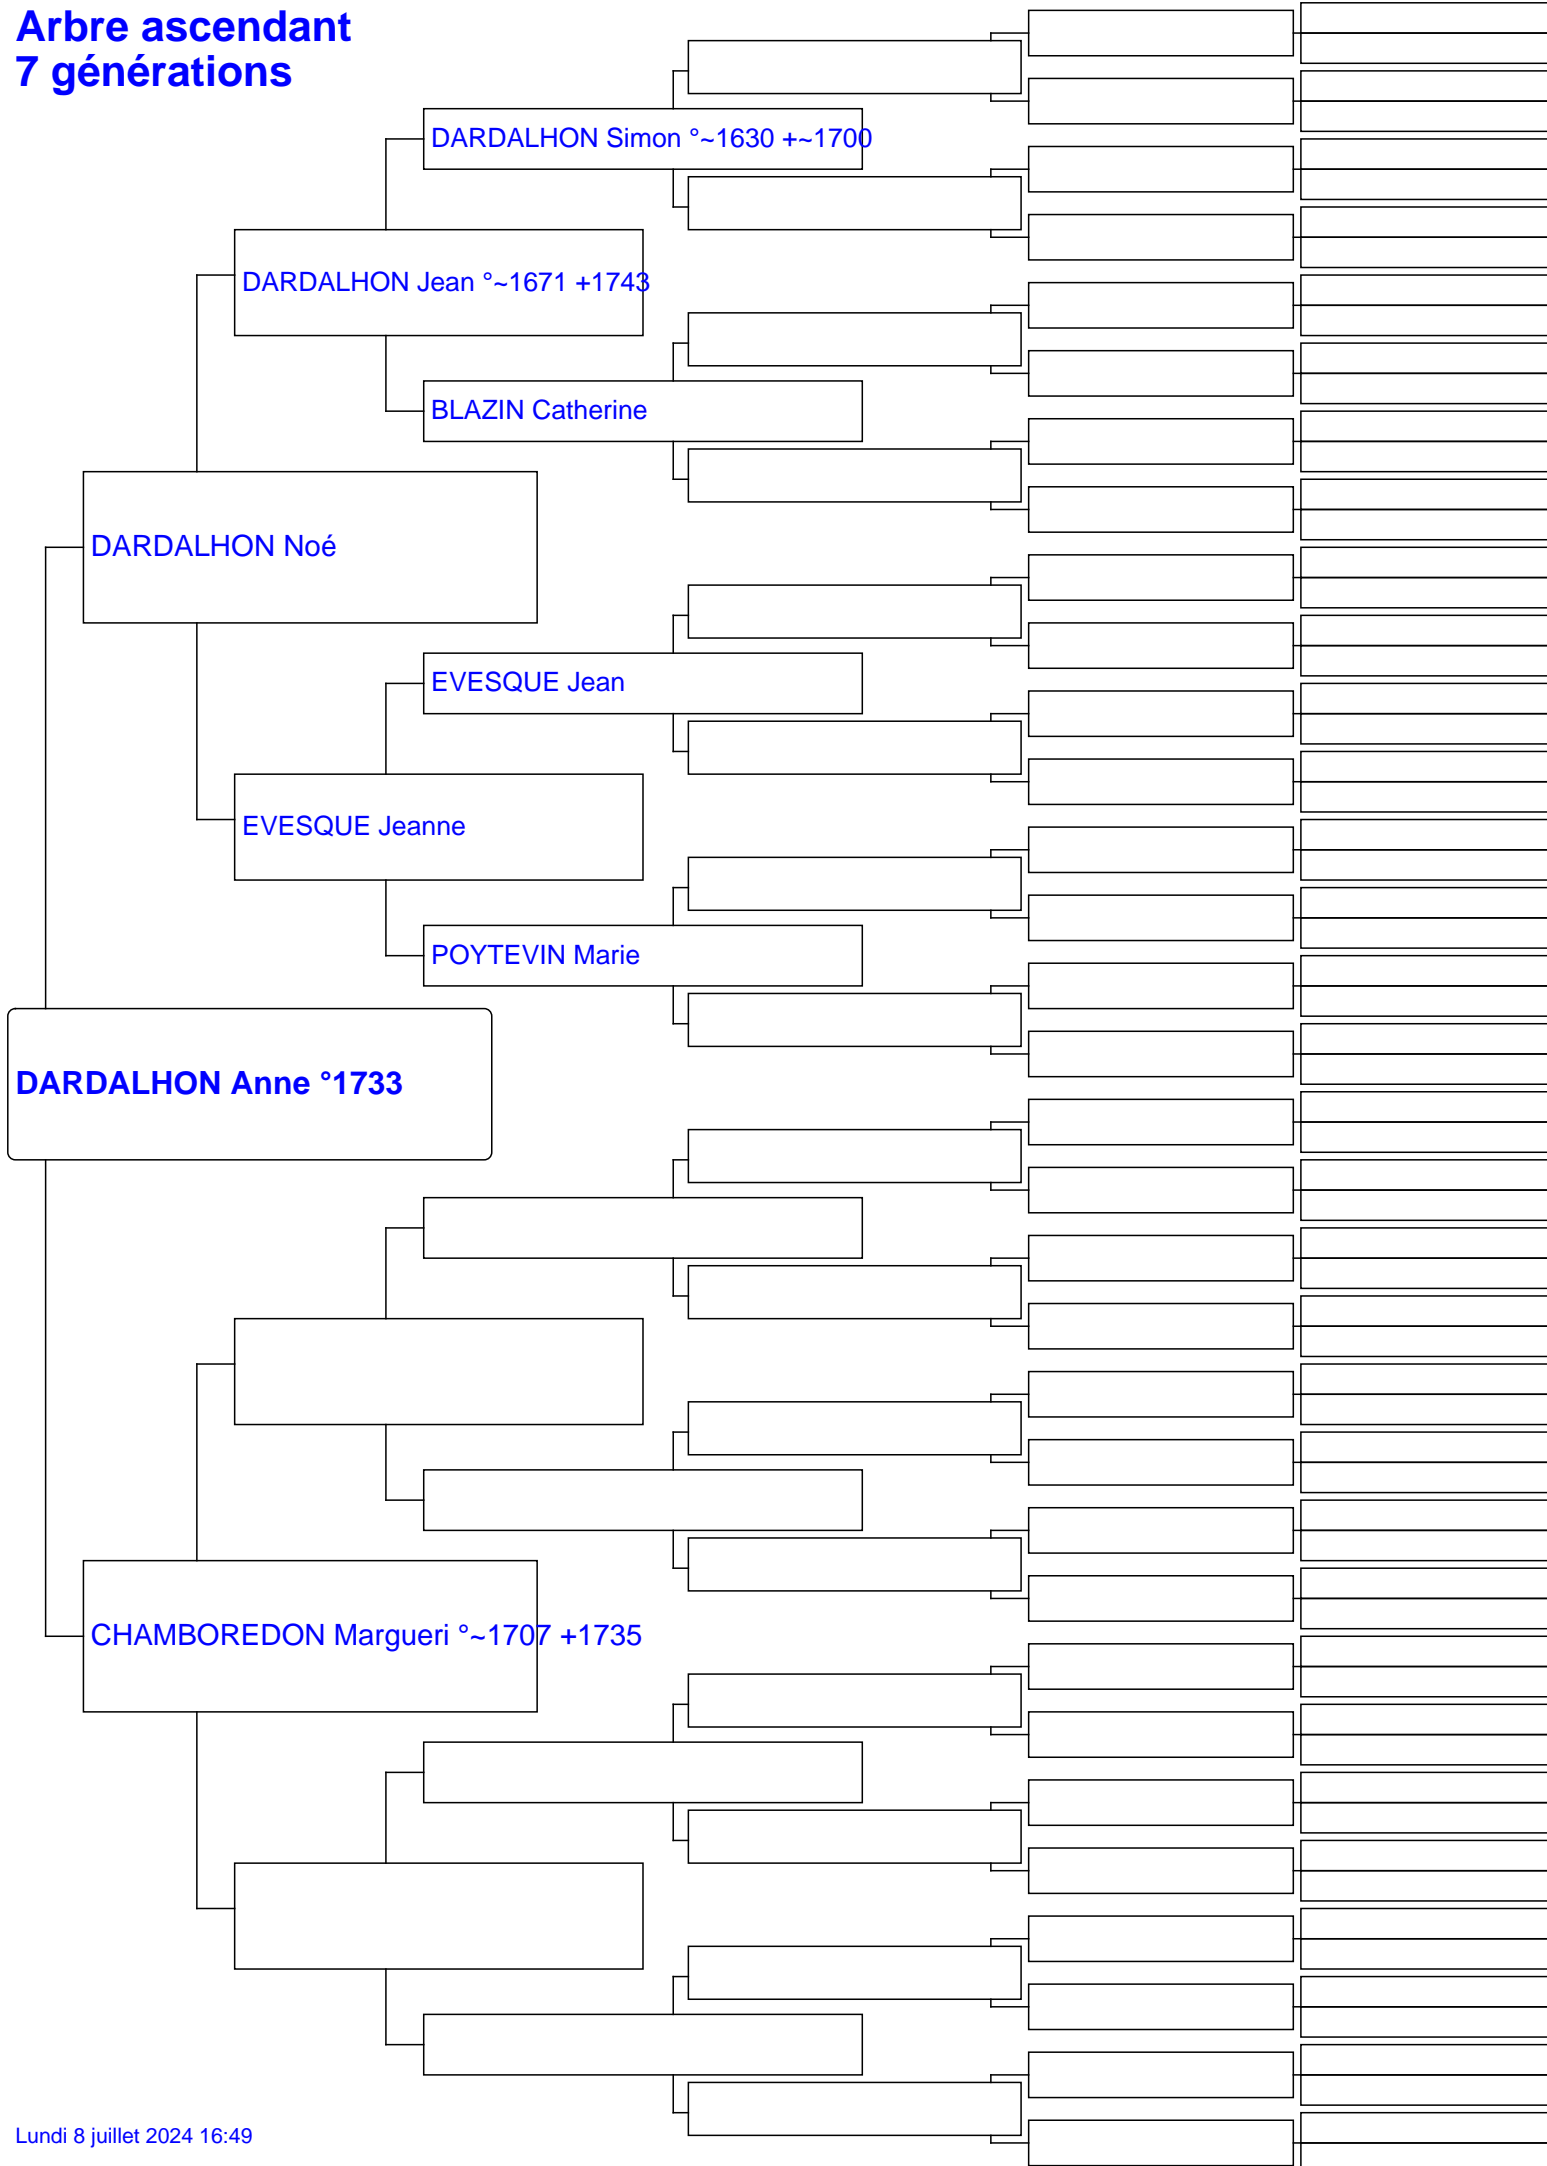 Arbre ascendant
7 générations
DARDALHON Simon °~1630 +~1700
DARDALHON Jean °~1671 +1743
BLAZIN Catherine
DARDALHON Noé
EVESQUE Jean
EVESQUE Jeanne
POYTEVIN Marie
DARDALHON Anne °1733
CHAMBOREDON Margueri °~1707 +1735
Lundi 8 juillet 2024 16:49